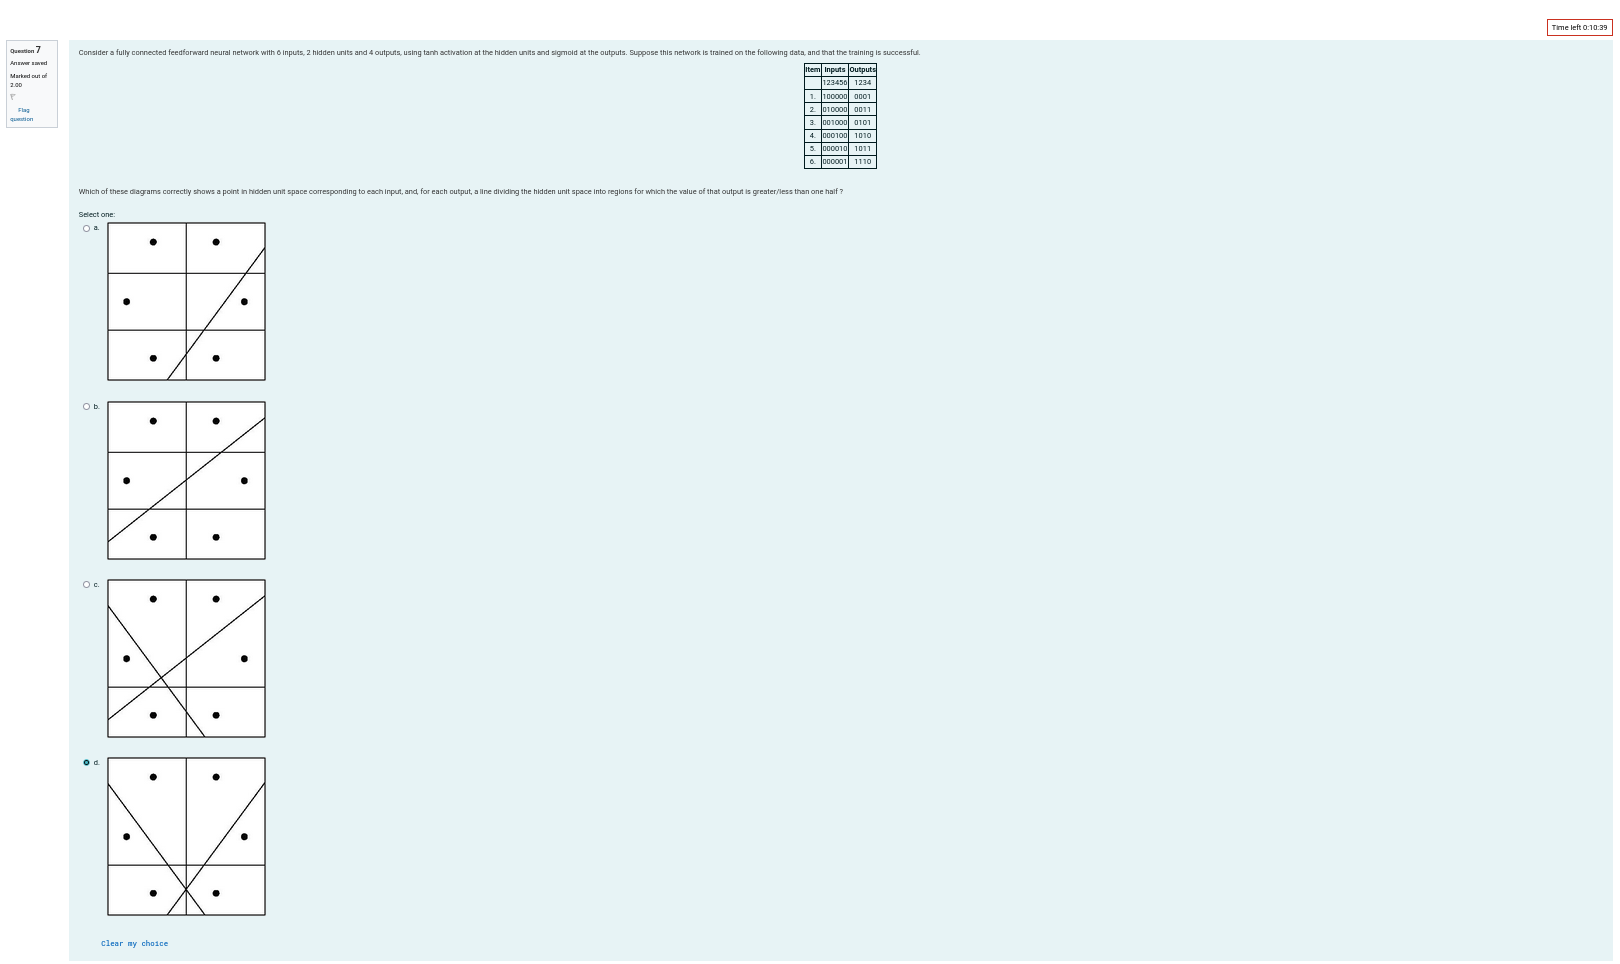 Time left 0:10:39
Question 7
Answer saved
Marked out of
2.00
Flag
question
Consider a fully connected feedforward neural network with 6 inputs, 2 hidden units and 4 outputs, using tanh activation at the hidden units and sigmoid at the outputs. Suppose this network is trained on the following data, and that the training is successful.
Item Inputs Outputs
123456 1234
1. 100000 0001
2. 010000 0011
3. 001000 0101
4. 000100 1010
5. 000010 1011
6. 000001 1110
Which of these diagrams correctly shows a point in hidden unit space corresponding to each input, and, for each output, a line dividing the hidden unit space into regions for which the value of that output is greater/less than one half ?
Select one:
a.
b.
c.
d.
Clear my choice